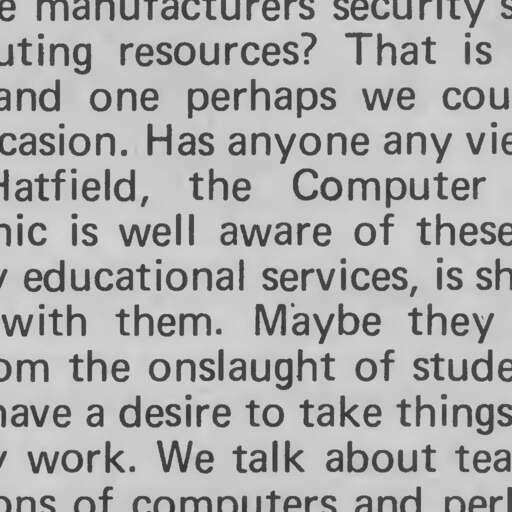 e manufacturers security s
uting resources? That is
and one perhaps we cou
casion. Has anyone any vie
Hatfield, the Computer
nic is well aware of these
y educational services, is sh
with them. Maybe they
om the onslaught of stude
have a desire to take things
y work. We talk about tea
ons of computers and perl